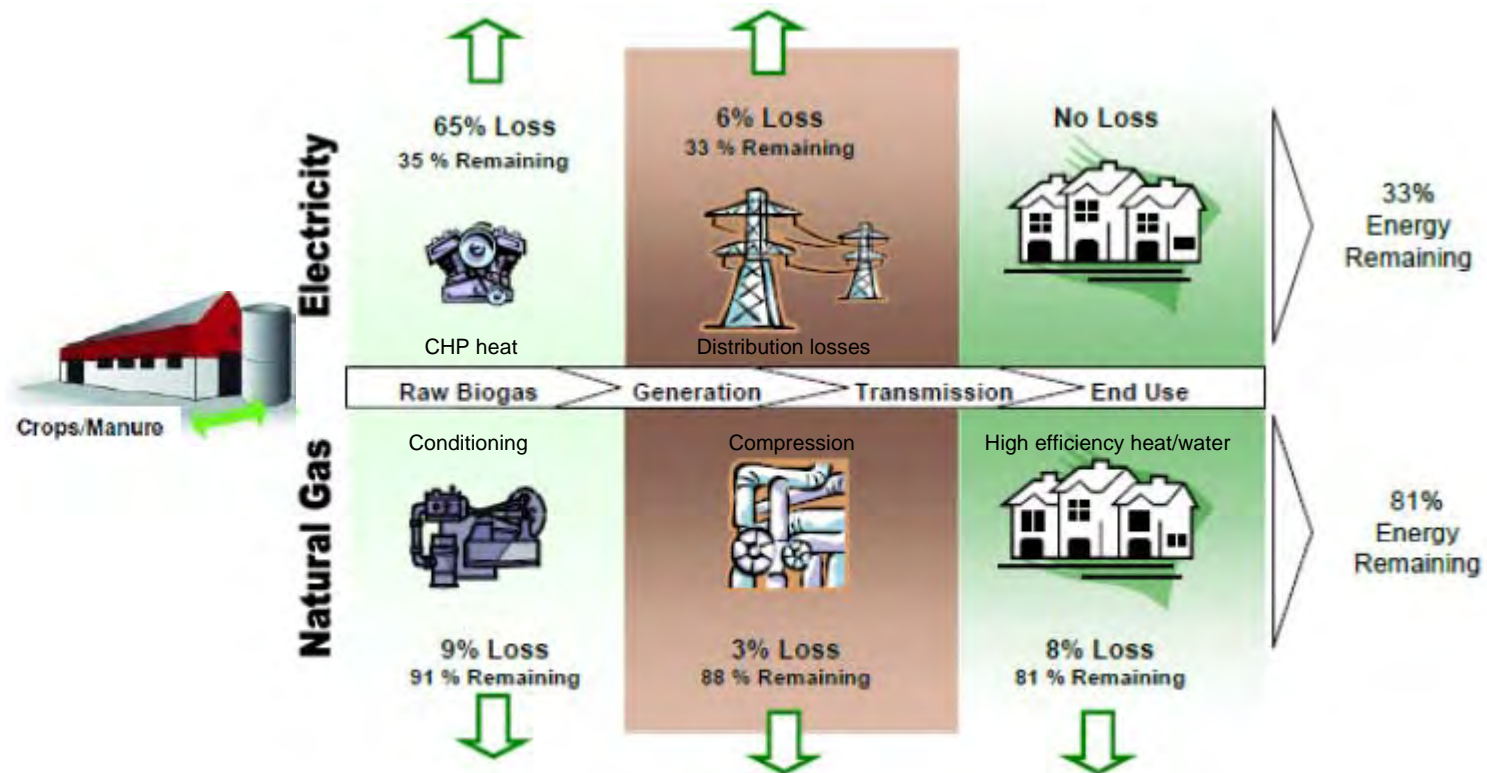 Electricity
65% Loss
35 % Remaining
CHP heat
6% Loss
33 % Remaining
Distribution losses
No Loss
33%
Energy
Remaining
Crops/Manure
Raw Biogas
Generation
Transmission
End Use
Natural Gas
Conditioning
9% Loss
91 % Remaining
Compression
3% Loss
88 % Remaining
High efficiency heat/water
8% Loss
81 % Remaining
81%
Energy
Remaining